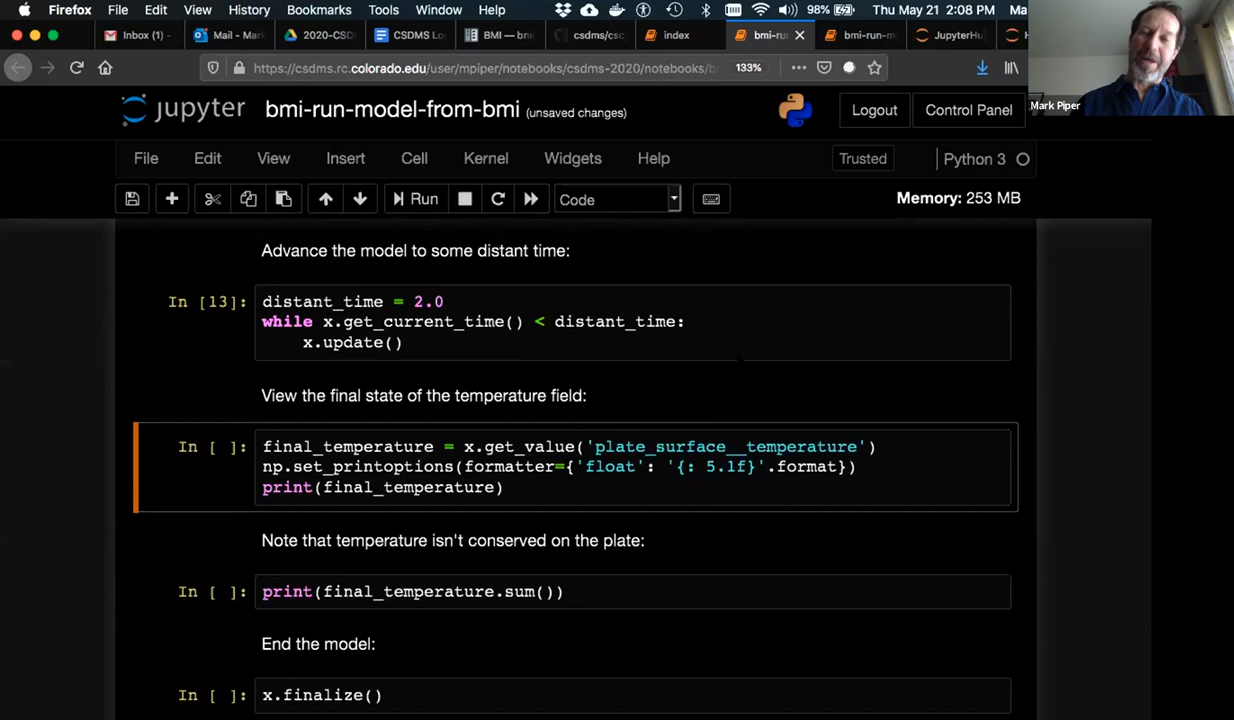 Firefox File Edit View History Bookmarks Tools Window Help 98% Thu May 21 2:08 PM Ma
Inbox (1) - Mail - Mark 2020-CSD CSDMS Lo BMI — bm csdms/csc index bmi-ru bmi-run-m JupyterHu H
https://csdms.rc.colorado.edu/user/mpiper/notebooks/csdms-2020/notebooks/b 133%
Mark Piper
jupyter bmi-run-model-from-bmi (unsaved changes) Logout Control Panel
File Edit View Insert Cell Kernel Widgets Help Trusted Python 3
Run Code Memory: 253 MB
Advance the model to some distant time:
In [13]: distant_time = 2.0
while x.get_current_time() < distant_time:
x.update()
View the final state of the temperature field:
In [ ]: final_temperature = x.get_value('plate_surface__temperature')
np.set_printoptions(formatter={'float': '{: 5.1f}'.format})
print(final_temperature)
Note that temperature isn't conserved on the plate:
In [ ]: print(final_temperature.sum())
End the model:
In [ ]: x.finalize()